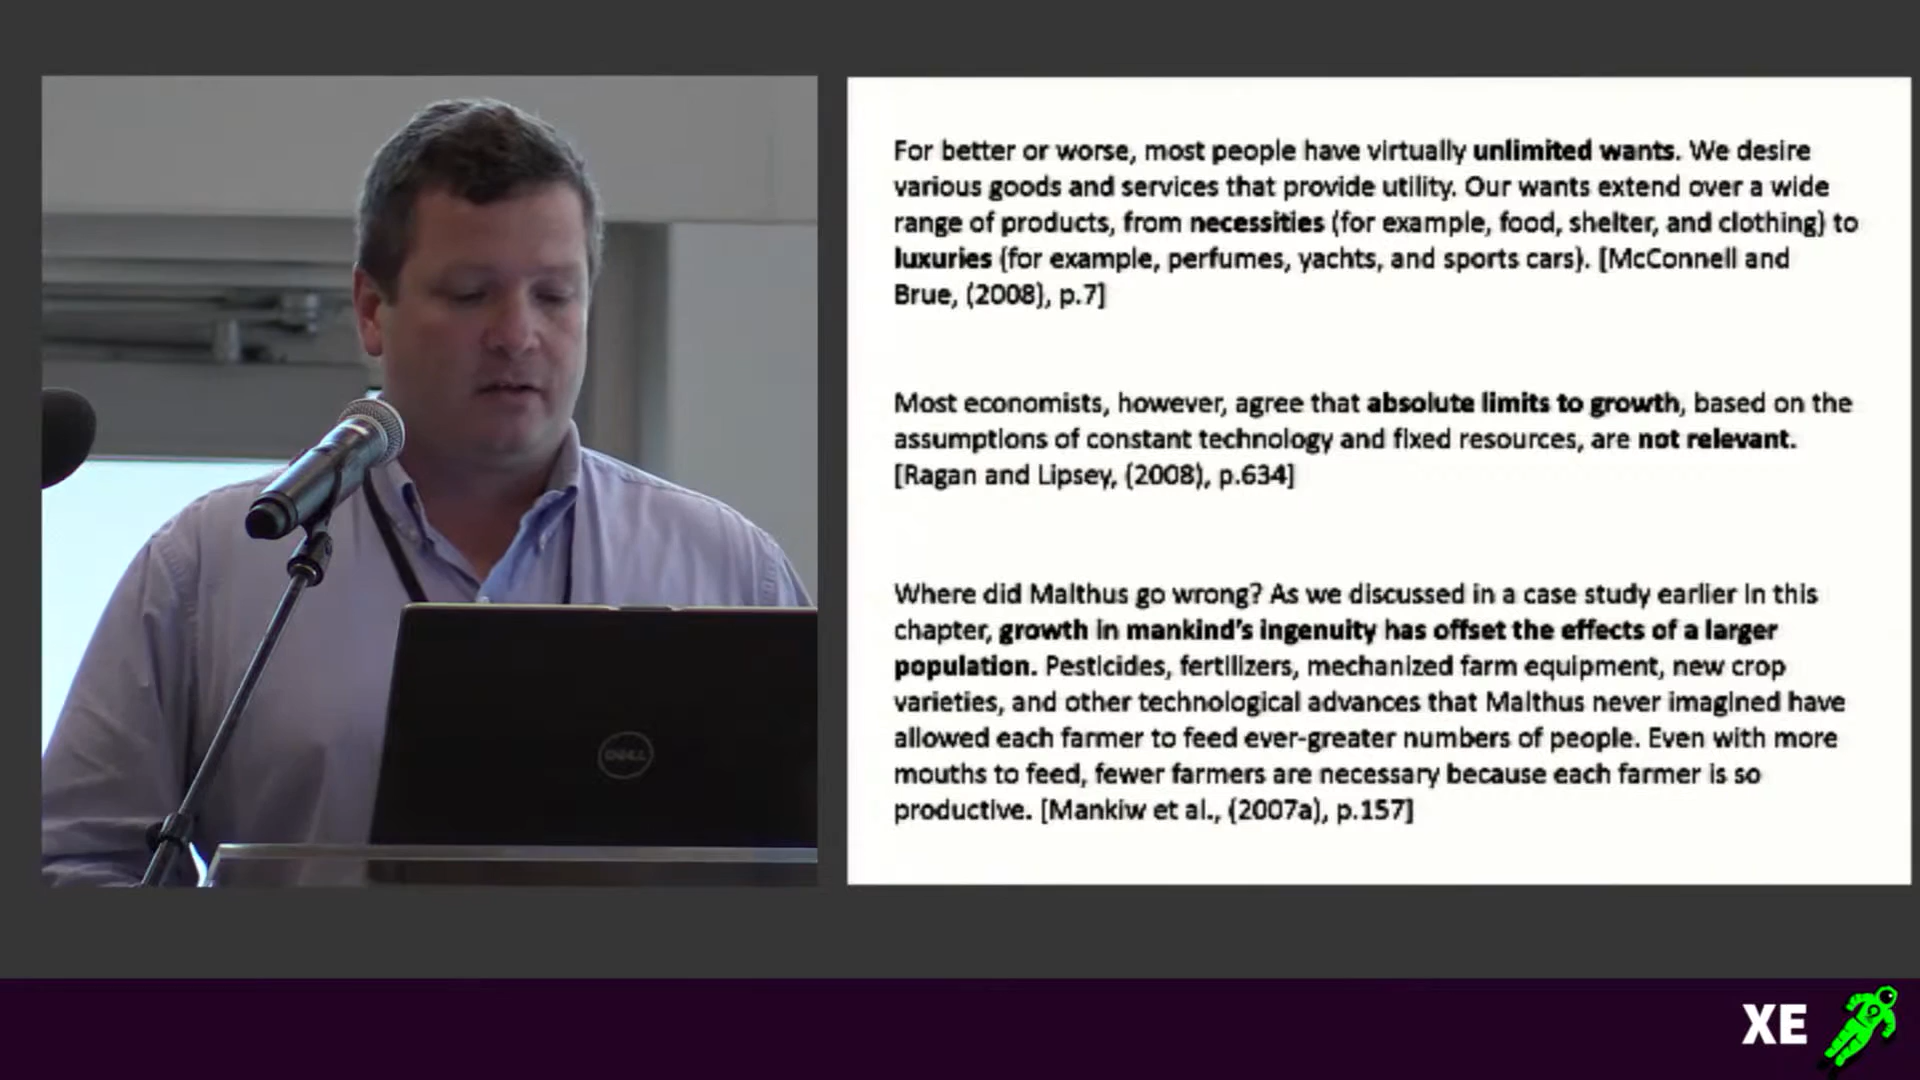 For better or worse, most people have virtually unlimited wants. We desire
various goods and services that provide utility. Our wants extend over a wide
range of products, from necessities (for example, food, shelter, and clothing) to
luxuries (for example, perfumes, yachts, and sports cars). [McConnell and
Brue, (2008), p.7]
Most economists, however, agree that absolute limits to growth, based on the
assumptions of constant technology and fixed resources, are not relevant.
[Ragan and Lipsey, (2008), p.634]
Where did Malthus go wrong? As we discussed in a case study earlier in this
chapter, growth in mankind's ingenuity has offset the effects of a larger
population. Pesticides, fertilizers, mechanized farm equipment, new crop
varieties, and other technological advances that Malthus never imagined have
allowed each farmer to feed ever-greater numbers of people. Even with more
mouths to feed, fewer farmers are necessary because each farmer is so
productive. [Mankiw et al., (2007a), p.157]
DELL
XE